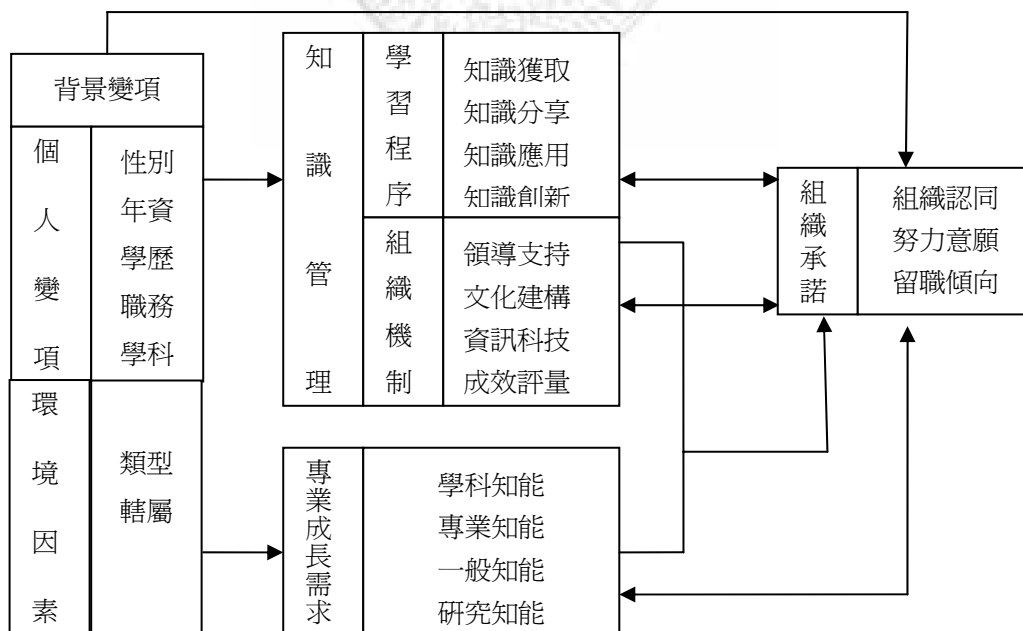 背景變項
個人變項
性別
年資
學歷
職務
學科
環境因素
類型
轄屬
知識管理
學習程序
知識獲取
知識分享
知識應用
知識創新
組織機制
領導支持
文化建構
資訊科技
成效評量
專業成長需求
學科知能
專業知能
一般知能
研究知能
組織承諾
組織認同
努力意願
留職傾向